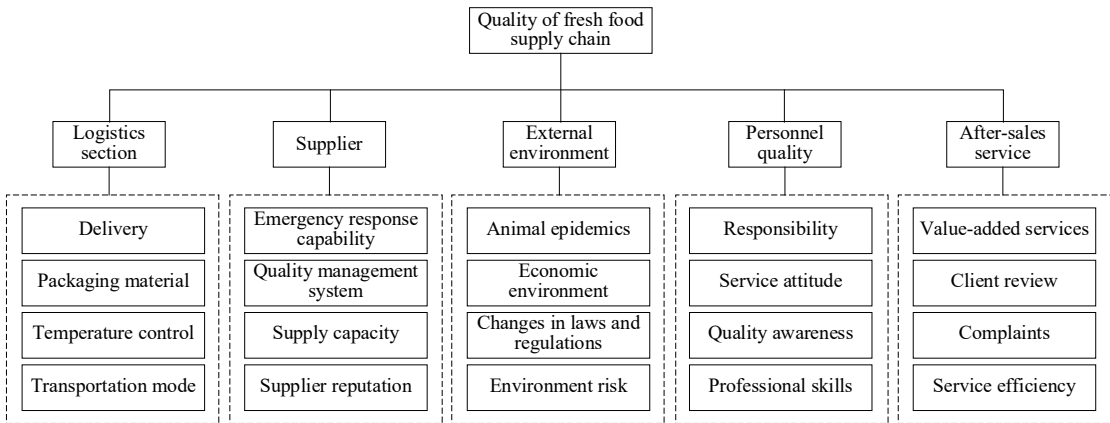 Quality of fresh food
supply chain
Logistics
section
Supplier
External
environment
Personnel
quality
After-sales
service
Delivery
Packaging material
Temperature control
Transportation mode
Emergency response
capability
Quality management
system
Supply capacity
Supplier reputation
Animal epidemics
Economic
environment
Changes in laws and
regulations
Environment risk
Responsibility
Service attitude
Quality awareness
Professional skills
Value-added services
Client review
Complaints
Service efficiency